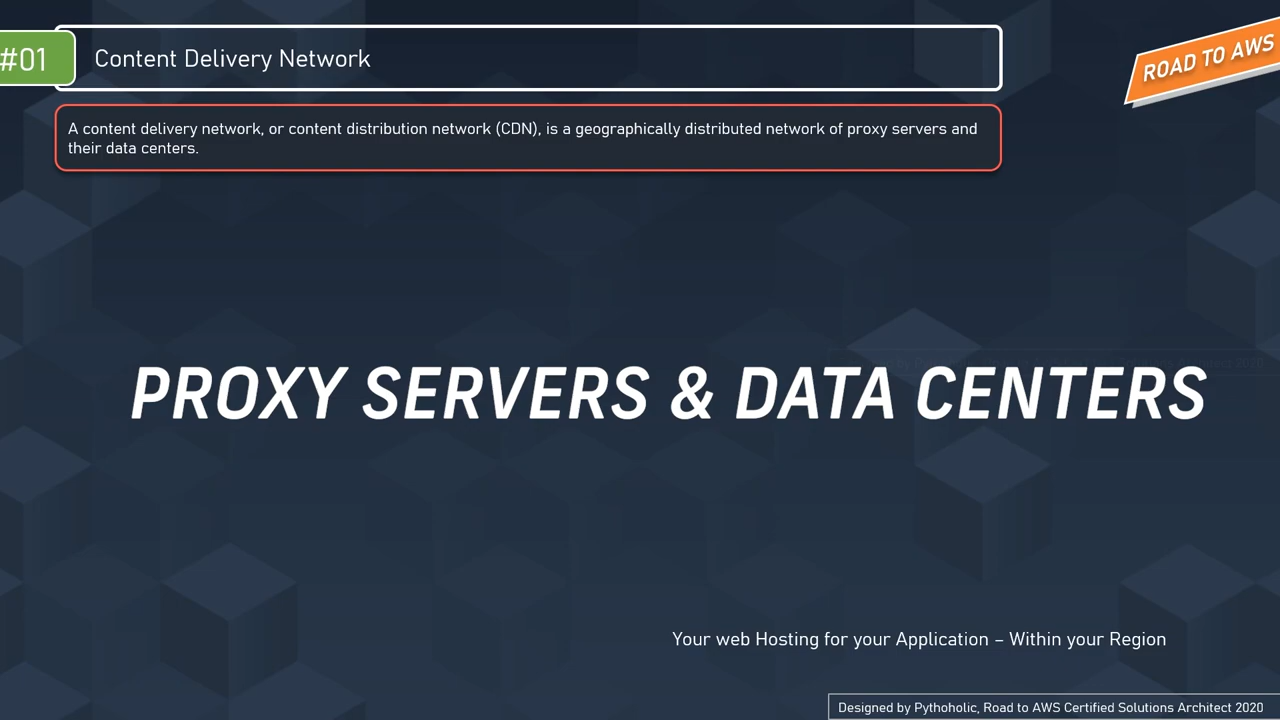 #01
Content Delivery Network
ROAD TO AWS
A content delivery network, or content distribution network (CDN), is a geographically distributed network of proxy servers and
their data centers.
PROXY SERVERS & DATA CENTERS
Your web Hosting for your Application – Within your Region
Designed by Pythoholic, Road to AWS Certified Solutions Architect 2020